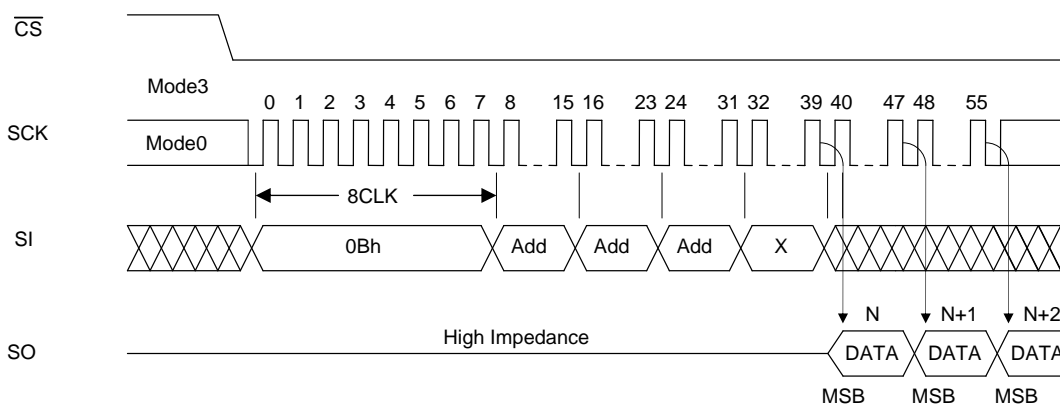 CS
Mode3
0 1 2 3 4 5 6 7 8 15 16 23 24 31 32 39 40 47 48 55
SCK
Mode0
8CLK
SI
0Bh Add Add Add X
N N+1 N+2
High Impedance
SO
DATA DATA DATA
MSB MSB MSB